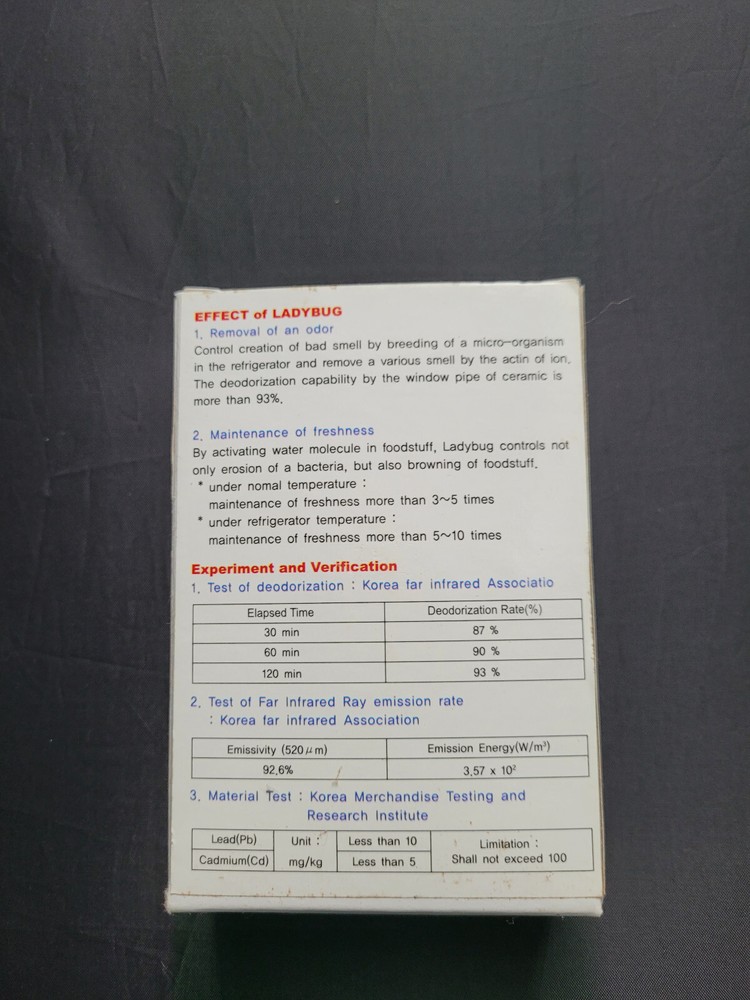 EFFECT of LADYBUG
1. Removal of an odor
Control creation of bad smell by breeding of a micro-organism
in the refrigerator and remove a various smell by the actin of ion.
The deodorization capability by the window pipe of ceramic is
more than 93%.
2. Maintenance of freshness
By activating water molecule in foodstuff, Ladybug controls not
only erosion of a bacteria, but also browning of foodstuff.
* under nomal temperature :
maintenance of freshness more than 3~5 times
* under refrigerator temperature :
maintenance of freshness more than 5~10 times
Experiment and Verification
1. Test of deodorization : Korea far infrared Associatio
Elapsed Time Deodorization Rate(%)
30 min 87 %
60 min 90 %
120 min 93 %
2. Test of Far Infrared Ray emission rate
: Korea far infrared Association
Emissivity (520μm) Emission Energy(W/m³)
92.6% 3.57 x 10²
3. Material Test : Korea Merchandise Testing and
Research Institute
Lead(Pb) Unit : Less than 10 Limitation :
Cadmium(Cd) mg/kg Less than 5 Shall not exceed 100